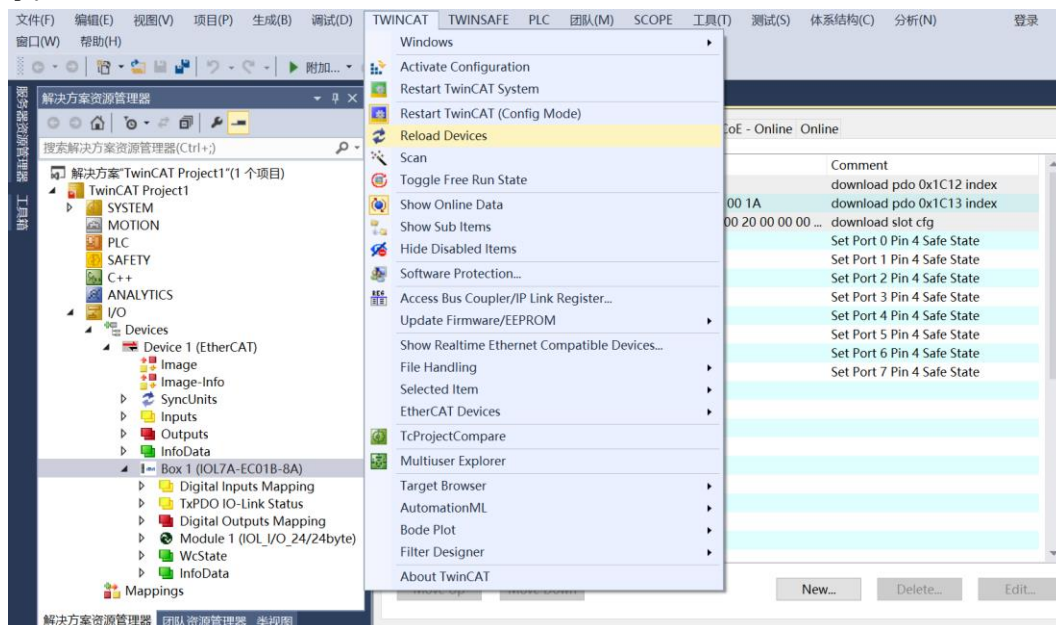 文件(F) 编辑(E) 视图(V) 项目(P) 生成(B) 调试(D) TWINCAT TWINSAFE PLC 团队(M) SCOPE 工具(T) 测试(S) 体系结构(C) 分析(N) 登录
窗口(W) 帮助(H)
附加...
服务器资源管理器
工具箱
解决方案资源管理器
搜索解决方案资源管理器(Ctrl+;)
解决方案"TwinCAT Project1"(1 个项目)
TwinCAT Project1
SYSTEM
MOTION
PLC
SAFETY
C++
ANALYTICS
I/O
Devices
Device 1 (EtherCAT)
Image
Image-Info
SyncUnits
Inputs
Outputs
InfoData
Box 1 (IOL7A-EC01B-8A)
Digital Inputs Mapping
TxPDO IO-Link Status
Digital Outputs Mapping
Module 1 (IOL_I/O_24/24byte)
WcState
InfoData
Mappings
解决方案资源管理器 团队资源管理器 类视图
Windows
Activate Configuration
Restart TwinCAT System
Restart TwinCAT (Config Mode)
Reload Devices
Scan
Toggle Free Run State
Show Online Data
Show Sub Items
Hide Disabled Items
Software Protection...
Access Bus Coupler/IP Link Register...
Update Firmware/EEPROM
Show Realtime Ethernet Compatible Devices...
File Handling
Selected Item
EtherCAT Devices
TcProjectCompare
Multiuser Explorer
Target Browser
AutomationML
Bode Plot
Filter Designer
About TwinCAT
CoE - Online Online
Comment
download pdo 0x1C12 index
00 1A download pdo 0x1C13 index
00 20 00 00 00 ... download slot cfg
Set Port 0 Pin 4 Safe State
Set Port 1 Pin 4 Safe State
Set Port 2 Pin 4 Safe State
Set Port 3 Pin 4 Safe State
Set Port 4 Pin 4 Safe State
Set Port 5 Pin 4 Safe State
Set Port 6 Pin 4 Safe State
Set Port 7 Pin 4 Safe State
Move Up Move Down New... Delete... Edit...